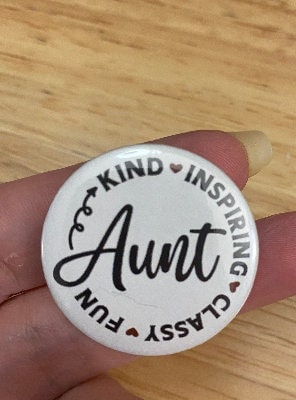 KIND ♥ INSPIRING ♥ CLASSY ♥ FUN
Aunt